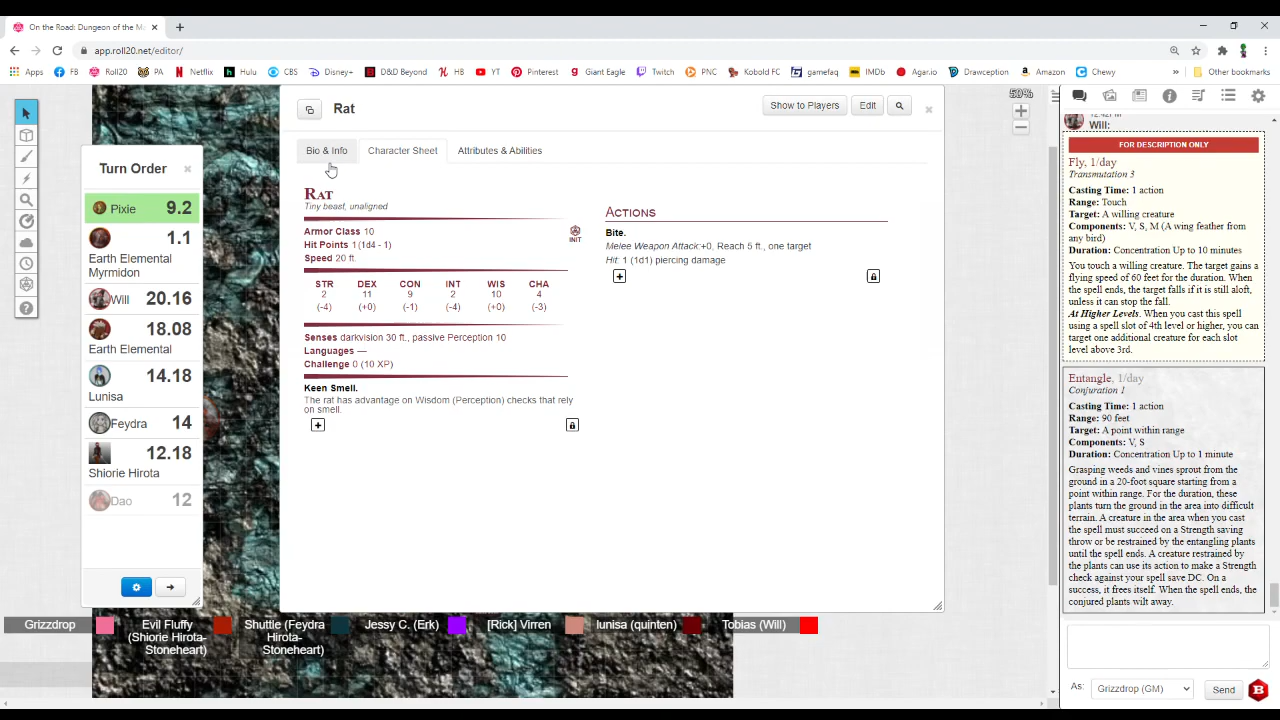 On the Road: Dungeon of the Ma
app.roll20.net/editor/
Apps FB Roll20 PA Netflix Hulu CBS Disney+ D&D Beyond HB YT Pinterest Giant Eagle Twitch PNC Kobold FC gamefaq IMDb Agar.io Drawception Amazon Chewy » Other bookmarks
Turn Order
Pixie 9.2
1.1
Earth Elemental
Myrmidon
Will 20.16
18.08
Earth Elemental
14.18
Lunisa
Feydra 14
12.18
Shiorie Hirota
Dao 12
Rat
Show to Players Edit
Bio & Info Character Sheet Attributes & Abilities
RAT
Tiny beast, unaligned
Armor Class 10
Hit Points 1 (1d4 - 1)
Speed 20 ft.
INIT
STR DEX CON INT WIS CHA
2 11 9 2 10 4
(-4) (+0) (-1) (-4) (+0) (-3)
Senses darkvision 30 ft., passive Perception 10
Languages —
Challenge 0 (10 XP)
Keen Smell.
The rat has advantage on Wisdom (Perception) checks that rely
on smell.
ACTIONS
Bite.
Melee Weapon Attack:+0, Reach 5 ft., one target
Hit: 1 (1d1) piercing damage
59%
Will:
FOR DESCRIPTION ONLY
Fly, 1/day
Transmutation 3
Casting Time: 1 action
Range: Touch
Target: A willing creature
Components: V, S, M (A wing feather from
any bird)
Duration: Concentration Up to 10 minutes
You touch a willing creature. The target gains a
flying speed of 60 feet for the duration. When
the spell ends, the target falls if it is still aloft,
unless it can stop the fall.
At Higher Levels. When you cast this spell
using a spell slot of 4th level or higher, you can
target one additional creature for each slot
level above 3rd.
Entangle, 1/day
Conjuration 1
Casting Time: 1 action
Range: 90 feet
Target: A point within range
Components: V, S
Duration: Concentration Up to 1 minute
Grasping weeds and vines sprout from the
ground in a 20-foot square starting from a
point within range. For the duration, these
plants turn the ground in the area into difficult
terrain. A creature in the area when you cast
the spell must succeed on a Strength saving
throw or be restrained by the entangling plants
until the spell ends. A creature restrained by
the plants can use its action to make a Strength
check against your spell save DC. On a
success, it frees itself. When the spell ends, the
conjured plants wilt away.
As: Grizzdrop (GM) Send
Grizzdrop
Evil Fluffy
(Shiorie Hirota-
Stoneheart)
Shuttle (Feydra
Hirota-
Stoneheart)
Jessy C. (Erk)
[Rick] Virren
lunisa (quinten)
Tobias (Will)